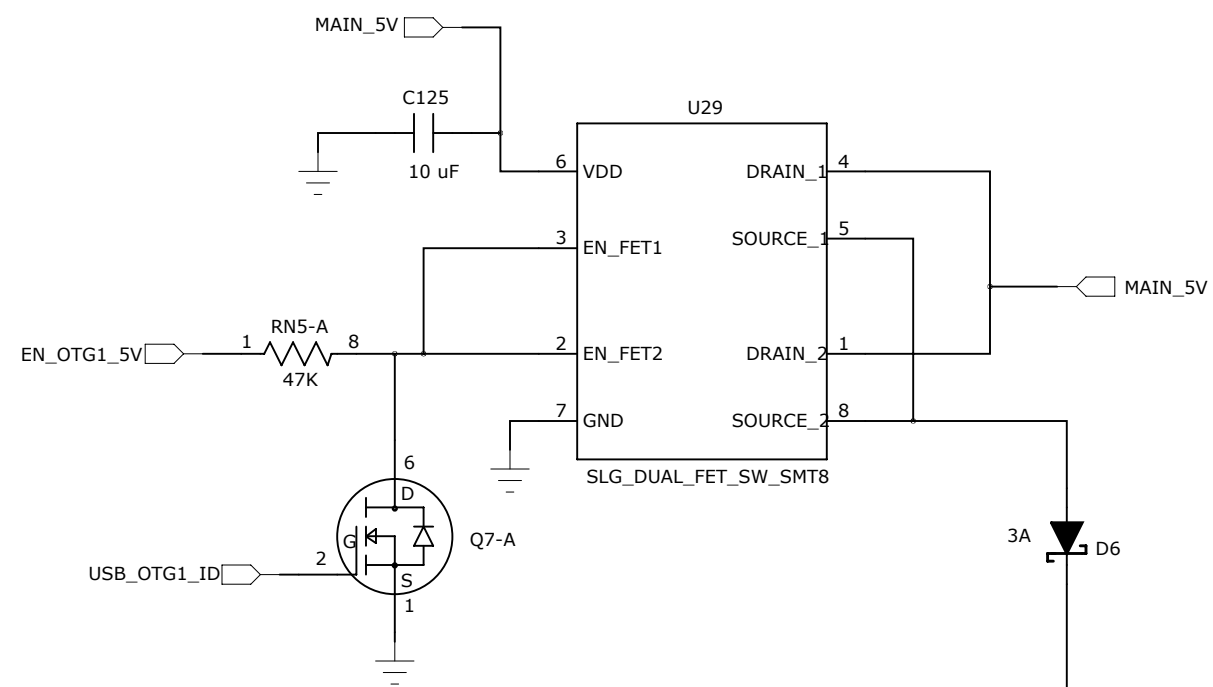 MAIN_5V
C125
10 uF
U29
6 VDD
DRAIN_1 4
3 EN_FET1
SOURCE_1 5
MAIN_5V
EN_OTG1_5V
1 RN5-A 8
47K
2 EN_FET2
DRAIN_2 1
7 GND
SOURCE_2 8
SLG_DUAL_FET_SW_SMT8
6
D
G
Q7-A
S
USB_OTG1_ID 2
1
3A
D6